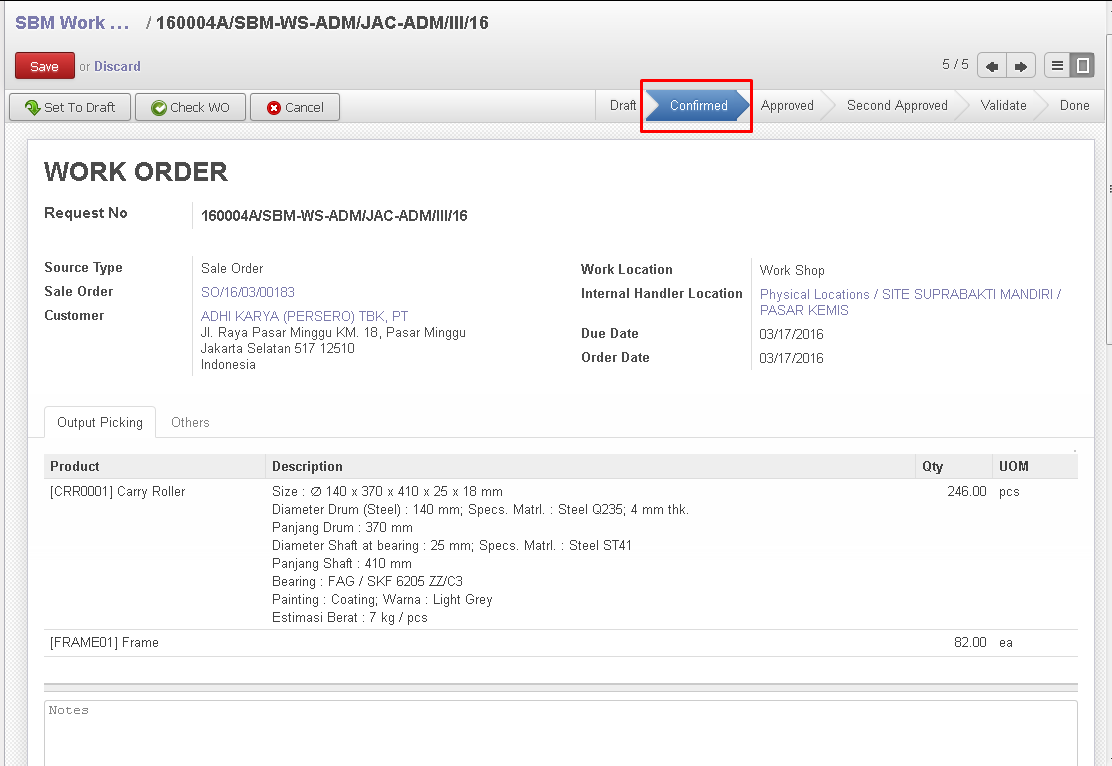 SBM Work ... / 160004A/SBM-WS-ADM/JAC-ADM/III/16
Save or Discard
5 / 5
Set To Draft Check WO Cancel
Draft Confirmed Approved Second Approved Validate Done
WORK ORDER
Request No 160004A/SBM-WS-ADM/JAC-ADM/III/16
Source Type Sale Order
Sale Order SO/16/03/00183
Customer ADHI KARYA (PERSERO) TBK, PT
Jl. Raya Pasar Minggu KM. 18, Pasar Minggu
Jakarta Selatan 517 12510
Indonesia
Work Location Work Shop
Internal Handler Location Physical Locations / SITE SUPRABAKTI MANDIRI /
PASAR KEMIS
Due Date 03/17/2016
Order Date 03/17/2016
Output Picking Others
Product Description Qty UOM
[CRR0001] Carry Roller Size : ∅ 140 x 370 x 410 x 25 x 18 mm 246.00 pcs
Diameter Drum (Steel) : 140 mm; Specs. Matrl. : Steel Q235; 4 mm thk.
Panjang Drum : 370 mm
Diameter Shaft at bearing : 25 mm; Specs. Matrl. : Steel ST41
Panjang Shaft : 410 mm
Bearing : FAG / SKF 6205 ZZ/C3
Painting : Coating; Warna : Light Grey
Estimasi Berat : 7 kg / pcs
[FRAME01] Frame 82.00 ea
Notes